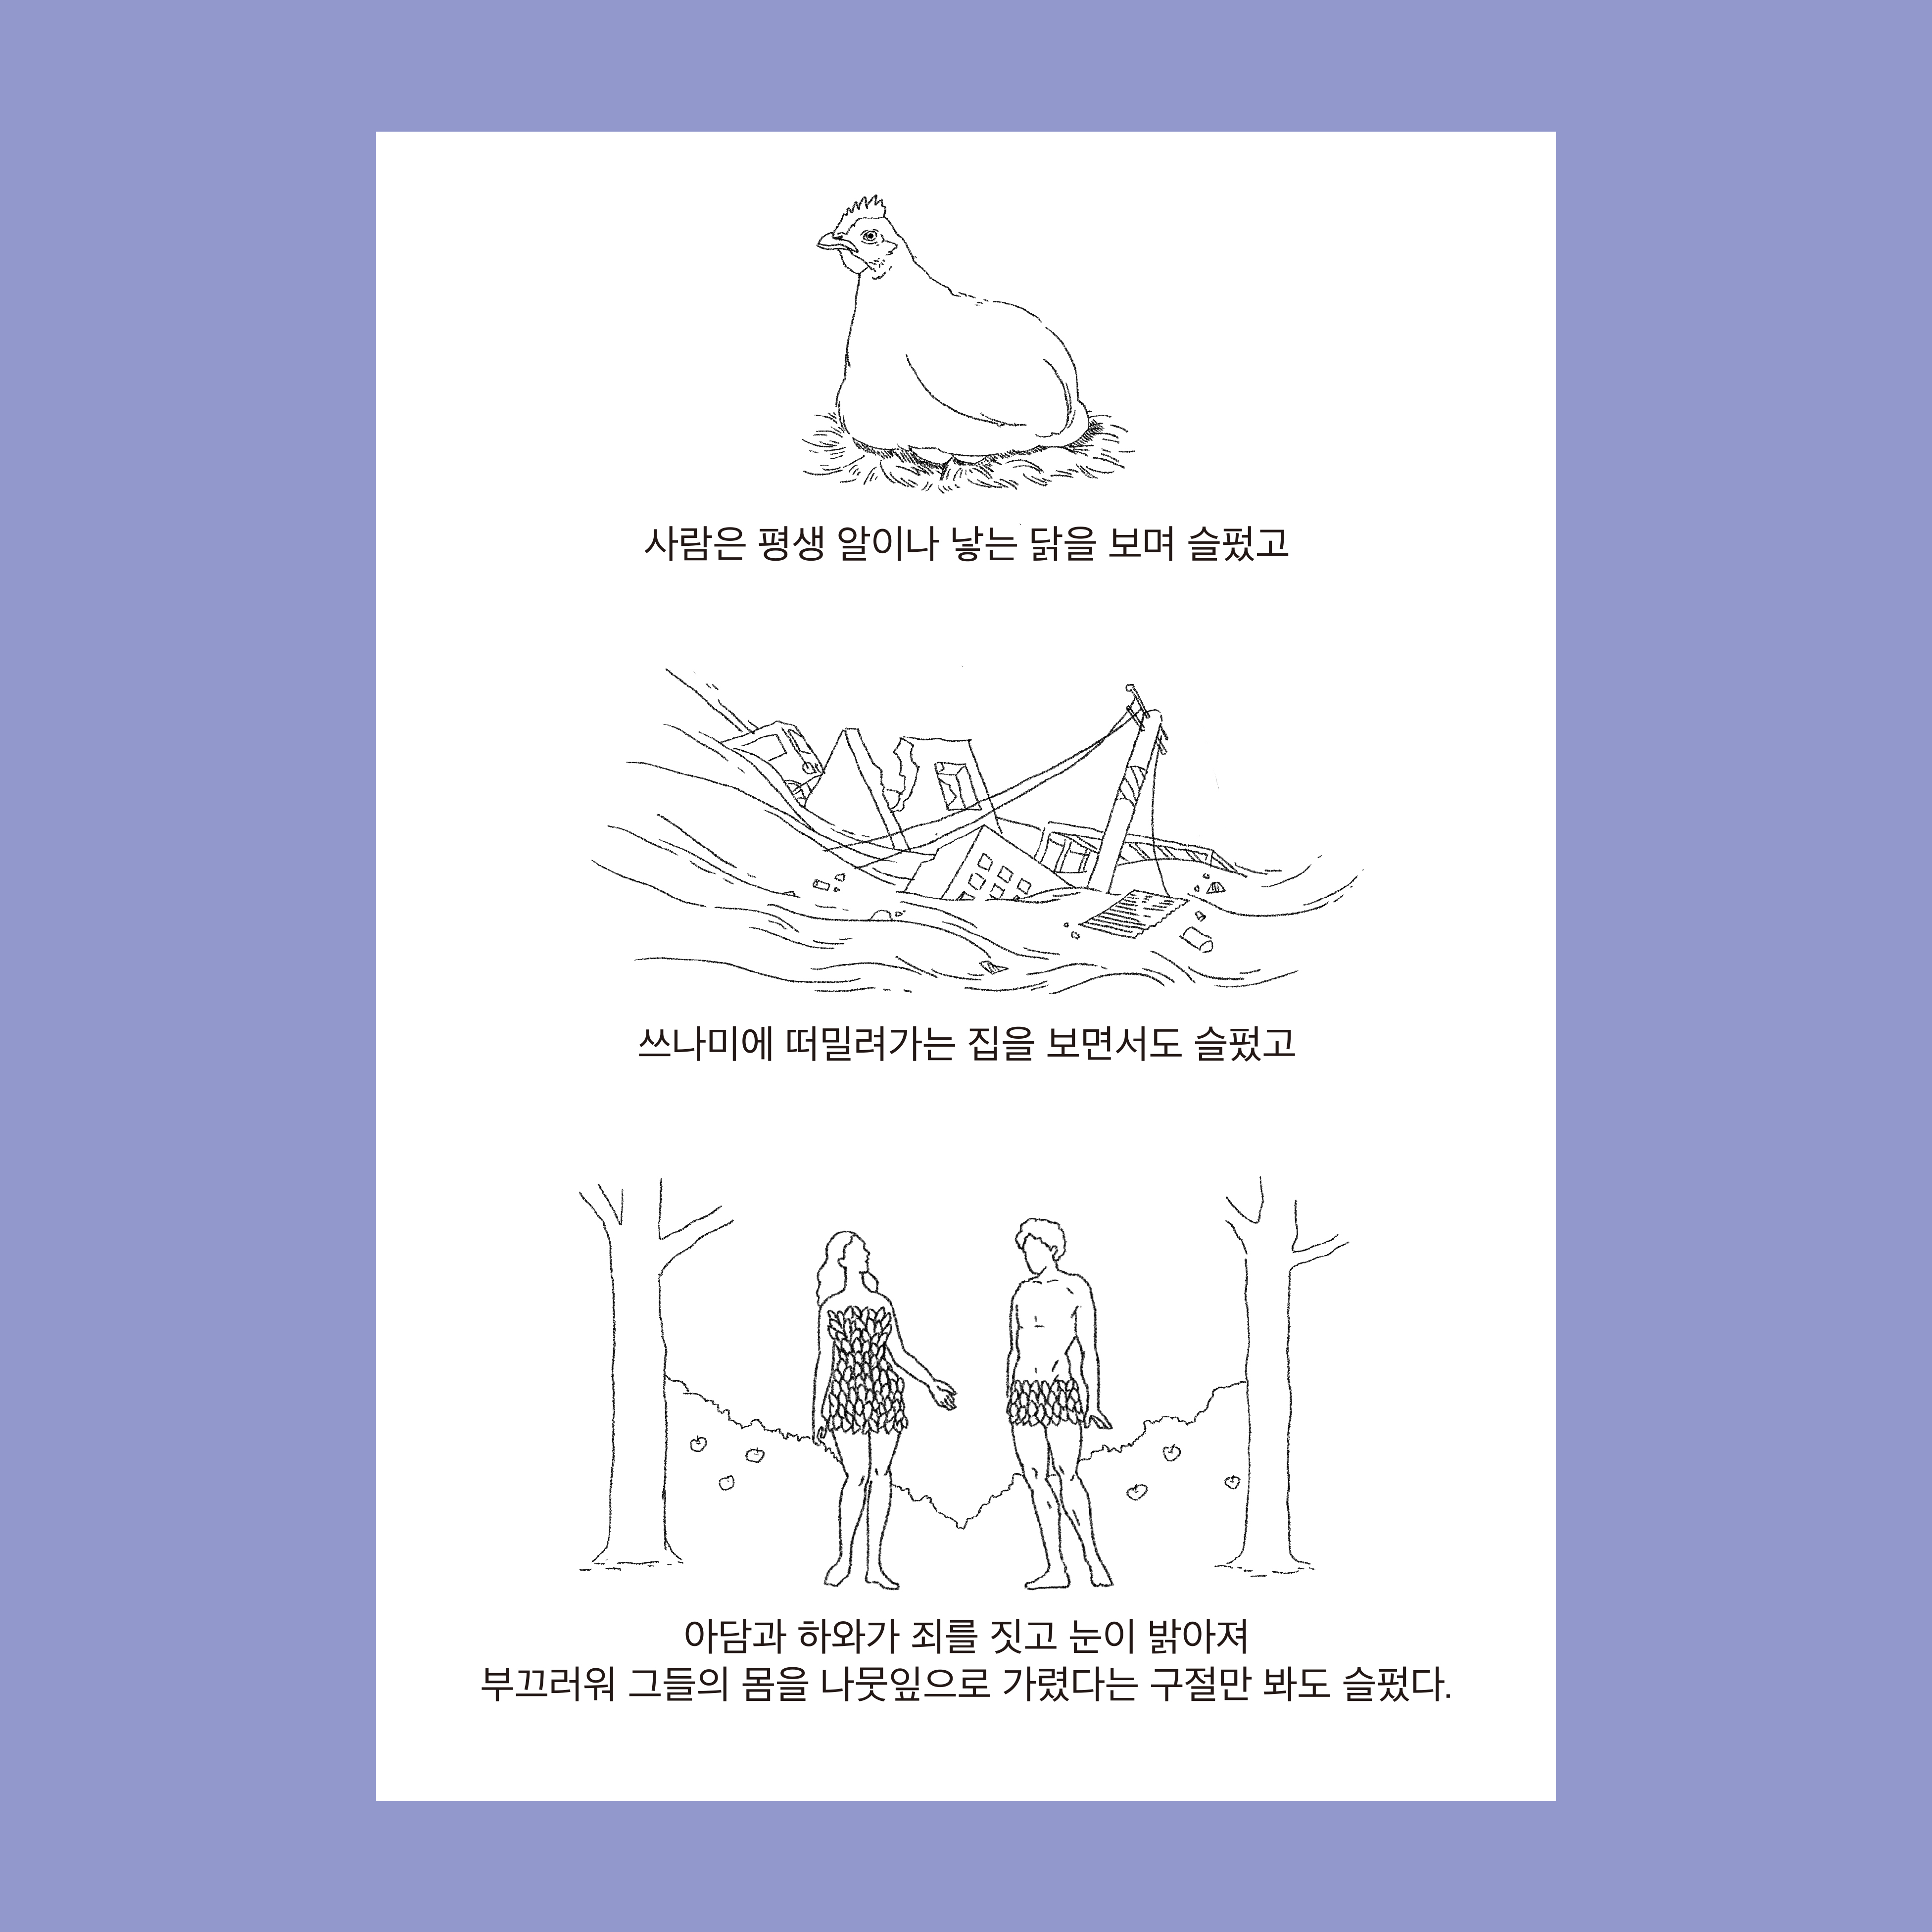 사람은 평생 알이나 낳는 닭을 보며 슬펐고
쓰나미에 떠밀려가는 집을 보면서도 슬펐고
아담과 하와가 죄를 짓고 눈이 밝아져
부끄러워 그들의 몸을 나뭇잎으로 가렸다는 구절만 봐도 슬펐다.